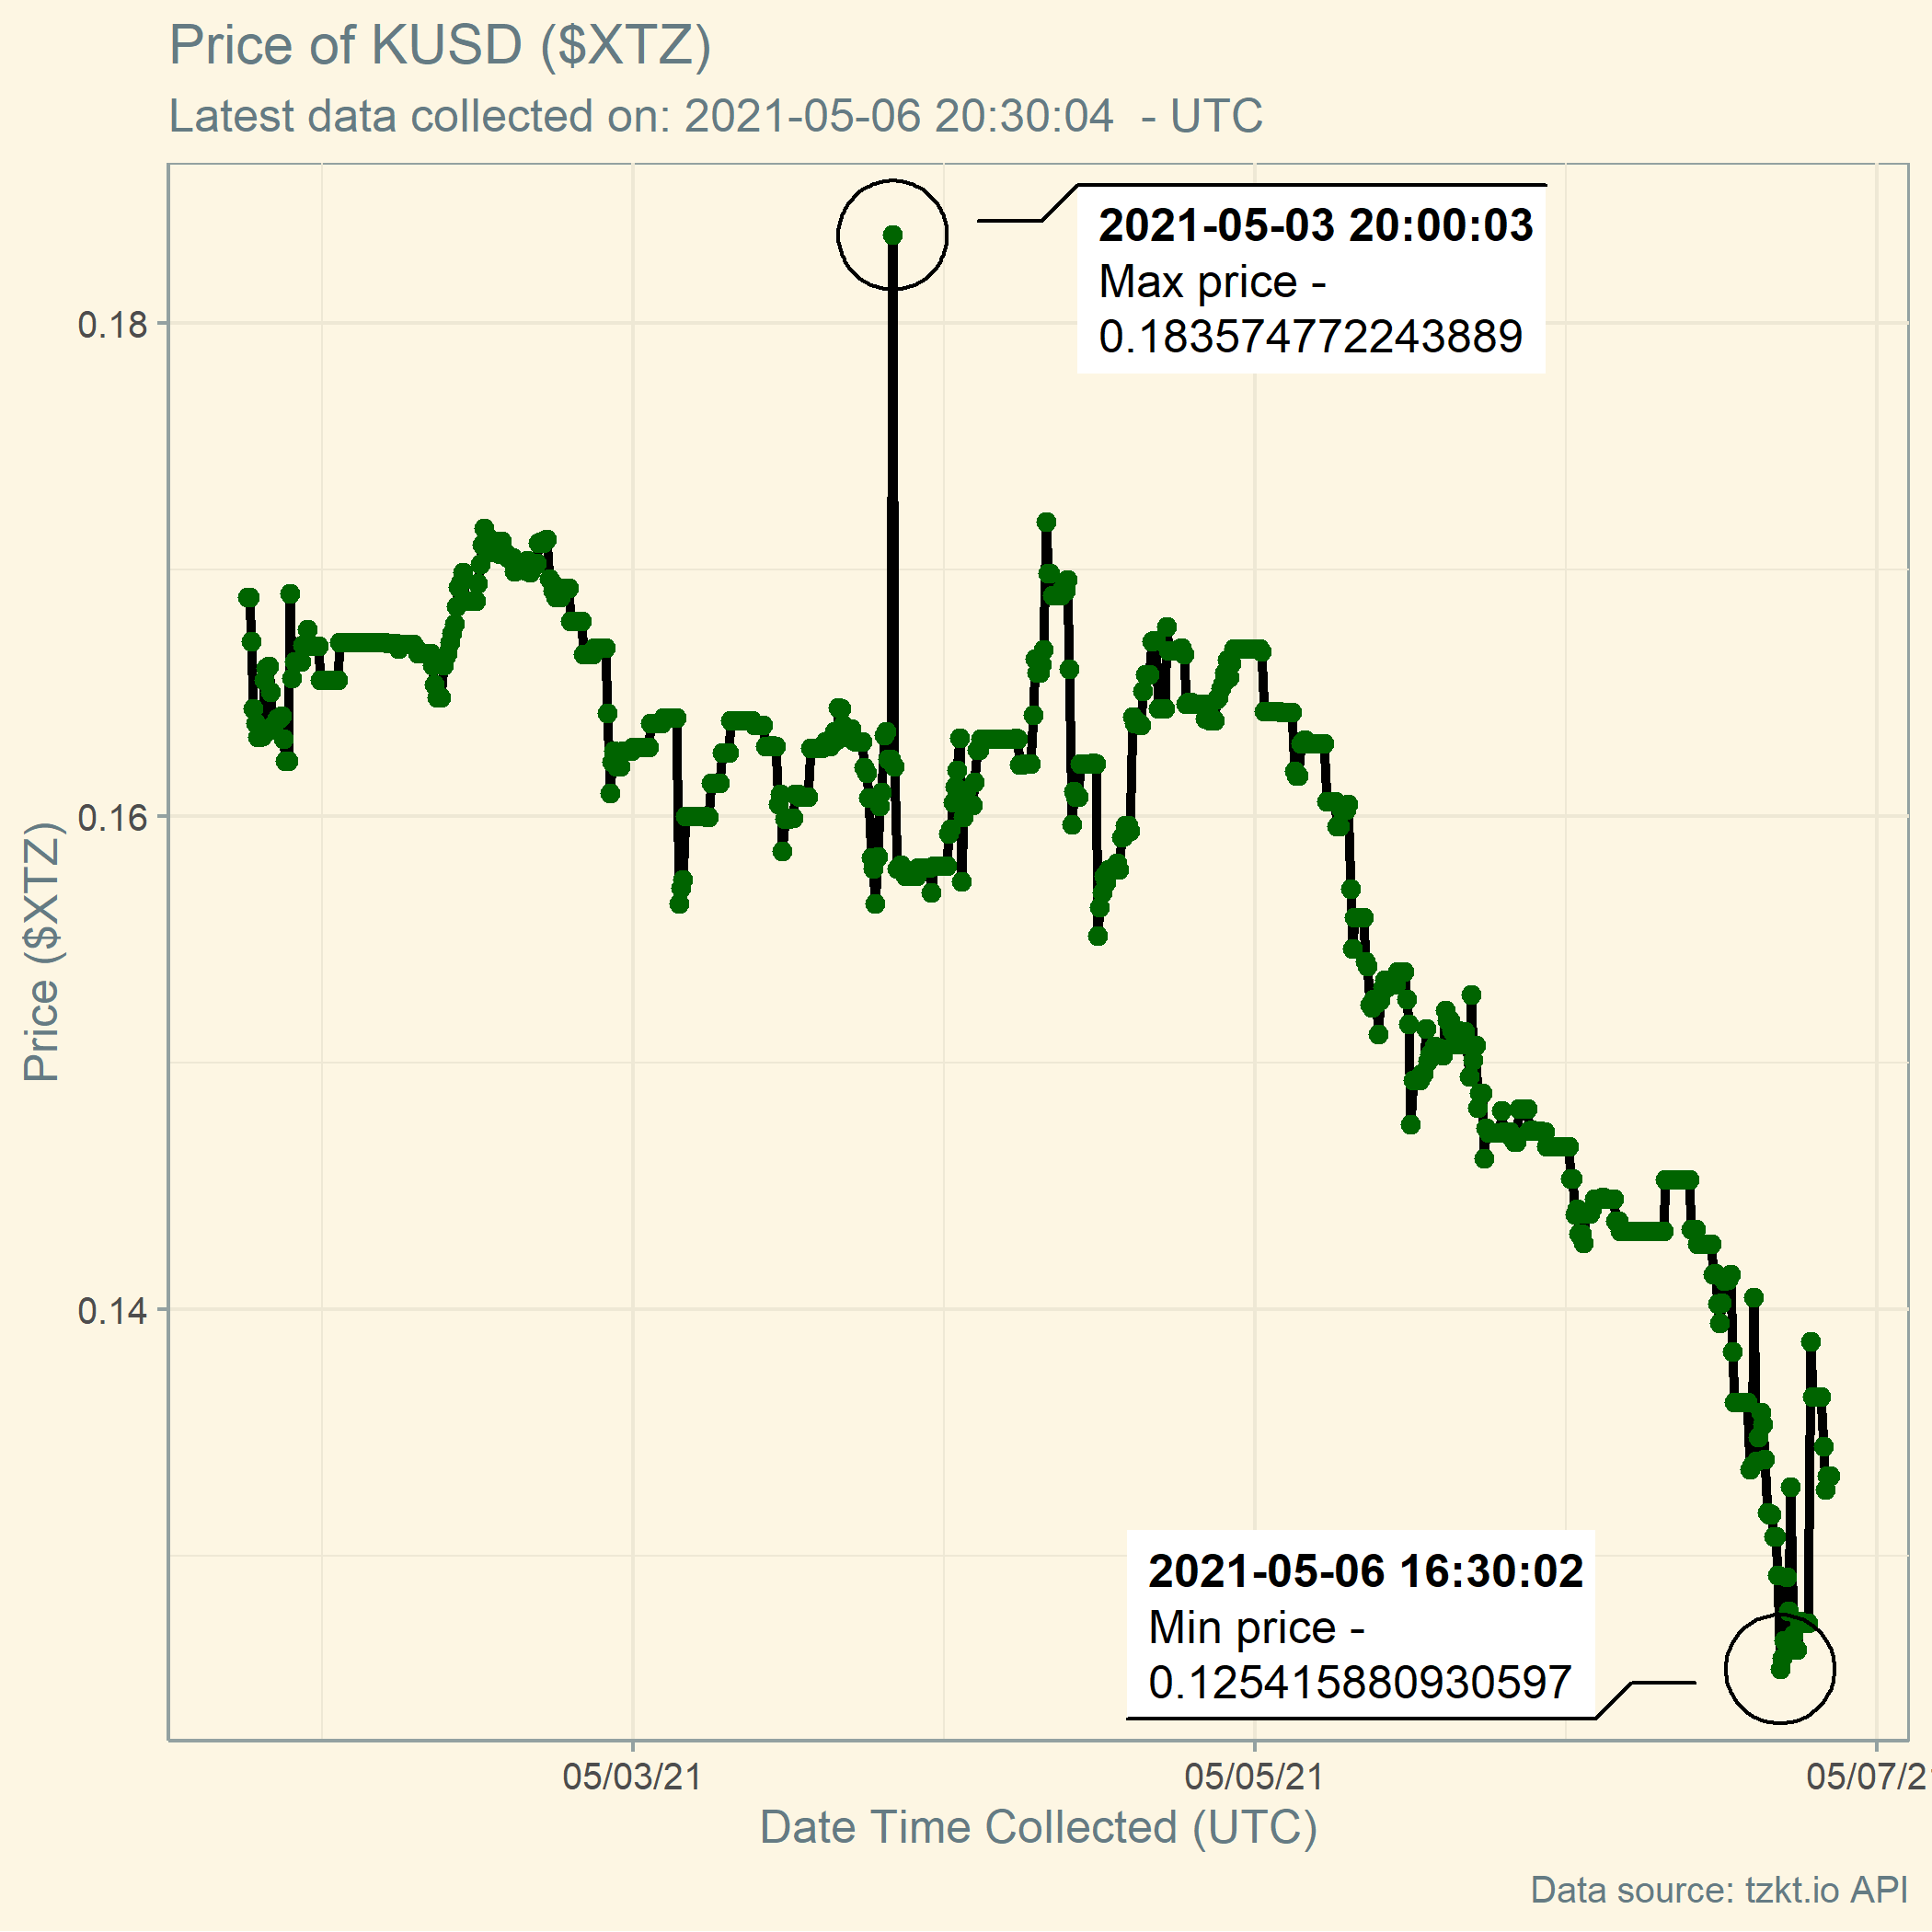 Price of KUSD ($XTZ)
Latest data collected on: 2021-05-06 20:30:04  - UTC
2021-05-03 20:00:03
Max price -
0.183574772243889
0.18
0.16
0.14
Price ($XTZ)
2021-05-06 16:30:02
Min price -
0.125415880930597
05/03/21
05/05/21
05/07/21
Date Time Collected (UTC)
Data source: tzkt.io API